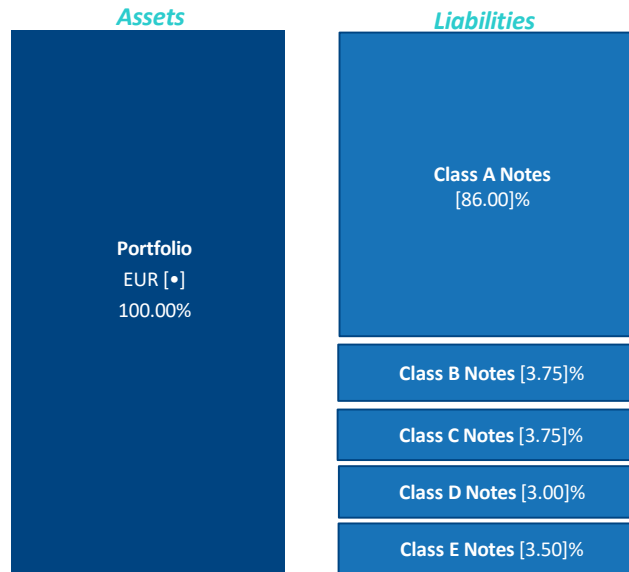 Assets
Portfolio
EUR [•]
100.00%
Liabilities
Class A Notes
[86.00]%
Class B Notes [3.75]%
Class C Notes [3.75]%
Class D Notes [3.00]%
Class E Notes [3.50]%